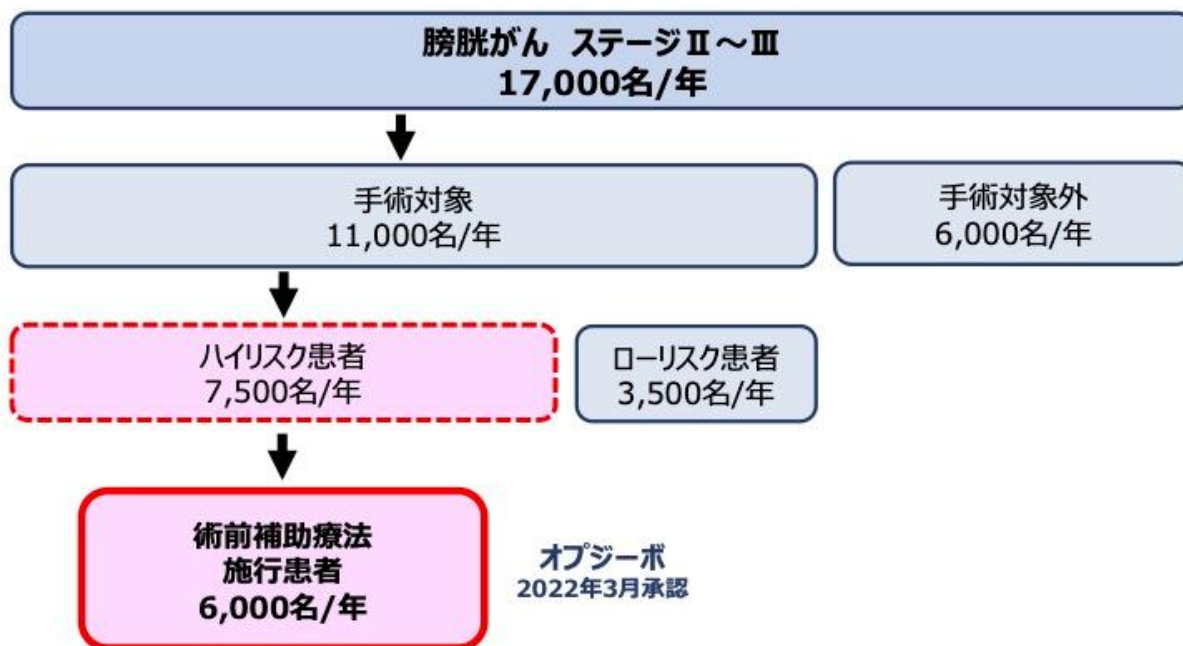 膀胱がん ステージⅡ～Ⅲ
17,000名/年
手術対象
11,000名/年
手術対象外
6,000名/年
ハイリスク患者
7,500名/年
ローリスク患者
3,500名/年
術前補助療法
施行患者
6,000名/年
オプジーボ
2022年3月承認